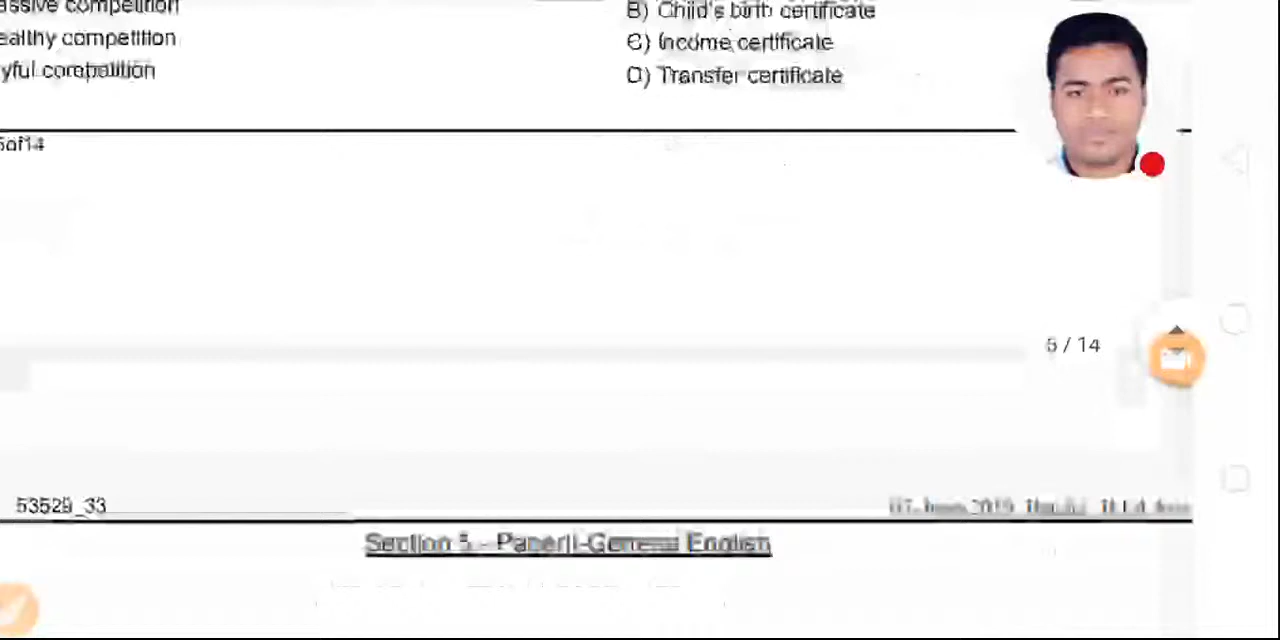 competition
ealthy competition
yful competition
B) Child's birth certificate
C) Income certificate
D) Transfer certificate
5of14
5 / 14
53529_33
Section 5 - PaperII-General English